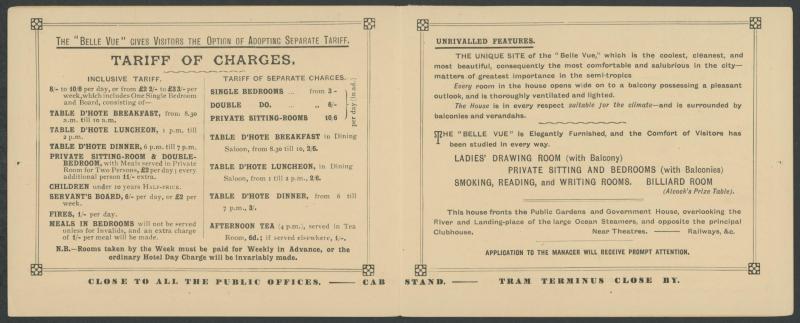 THE "BELLE VUE" GIVES VISITORS THE OPTION OF ADOPTING SEPARATE TARIFF.
TARIFF OF CHARGES.
INCLUSIVE TARIFF.
8/- to 10/6 per day, or from £2 2/- to £3 3/- per
week, which includes One Single Bedroom
and Board, consisting of—
TABLE D'HOTE BREAKFAST, from 8.30
a.m. till 10 a.m.
TABLE D'HOTE LUNCHEON, 1 p.m. till
2 p.m.
TABLE D'HOTE DINNER, 6 p.m. till 7 p.m.
PRIVATE SITTING-ROOM & DOUBLE-
BEDROOM, with Meals served in Private
Room for Two Persons, £2 per day; every
additional person 11/- extra.
CHILDREN under 10 years HALF-PRICE.
SERVANT'S BOARD, 6/- per day, or £2 per
week.
FIRES, 1/- per day.
MEALS IN BEDROOMS will not be served
unless for Invalids, and an extra charge
of 1/- per meal will be made.
TARIFF OF SEPARATE CHARGES.
SINGLE BEDROOMS ... from 3/-
DOUBLE DO. ... „ 6/-
PRIVATE SITTING-ROOMS 10/6
per day (in ad.)
TABLE D'HOTE BREAKFAST in Dining
Saloon, from 8.30 till 10, 2/6.
TABLE D'HOTE LUNCHEON, in Dining
Saloon, from 1 till 2 p.m., 2/6.
TABLE D'HOTE DINNER, from 6 till
7 p.m., 3/-
AFTERNOON TEA (4 p.m.), served in Tea
Room, 6d.; if served elsewhere, 1/-.
N.B.—Rooms taken by the Week must be paid for Weekly in Advance, or the
ordinary Hotel Day Charge will be invariably made.
CLOSE TO ALL THE PUBLIC OFFICES. —— CAB STAND. —— TRAM TERMINUS CLOSE BY.
UNRIVALLED FEATURES.
THE UNIQUE SITE of the "Belle Vue," which is the coolest, cleanest, and
most beautiful, consequently the most comfortable and salubrious in the city—
matters of greatest importance in the semi-tropics
Every room in the house opens wide on to a balcony possessing a pleasant
outlook, and is thoroughly ventilated and lighted.
The House is in every respect suitable for the climate—and is surrounded by
balconies and verandahs.
THE "BELLE VUE" is Elegantly Furnished, and the Comfort of Visitors has
been studied in every way.
LADIES' DRAWING ROOM (with Balcony)
PRIVATE SITTING AND BEDROOMS (with Balconies)
SMOKING, READING, and WRITING ROOMS. BILLIARD ROOM
(Alcock's Prize Table).
This house fronts the Public Gardens and Government House, overlooking the
River and Landing-place of the large Ocean Steamers, and opposite the principal
Clubhouse. Near Theatres. —— Railways, &c.
APPLICATION TO THE MANAGER WILL RECEIVE PROMPT ATTENTION.